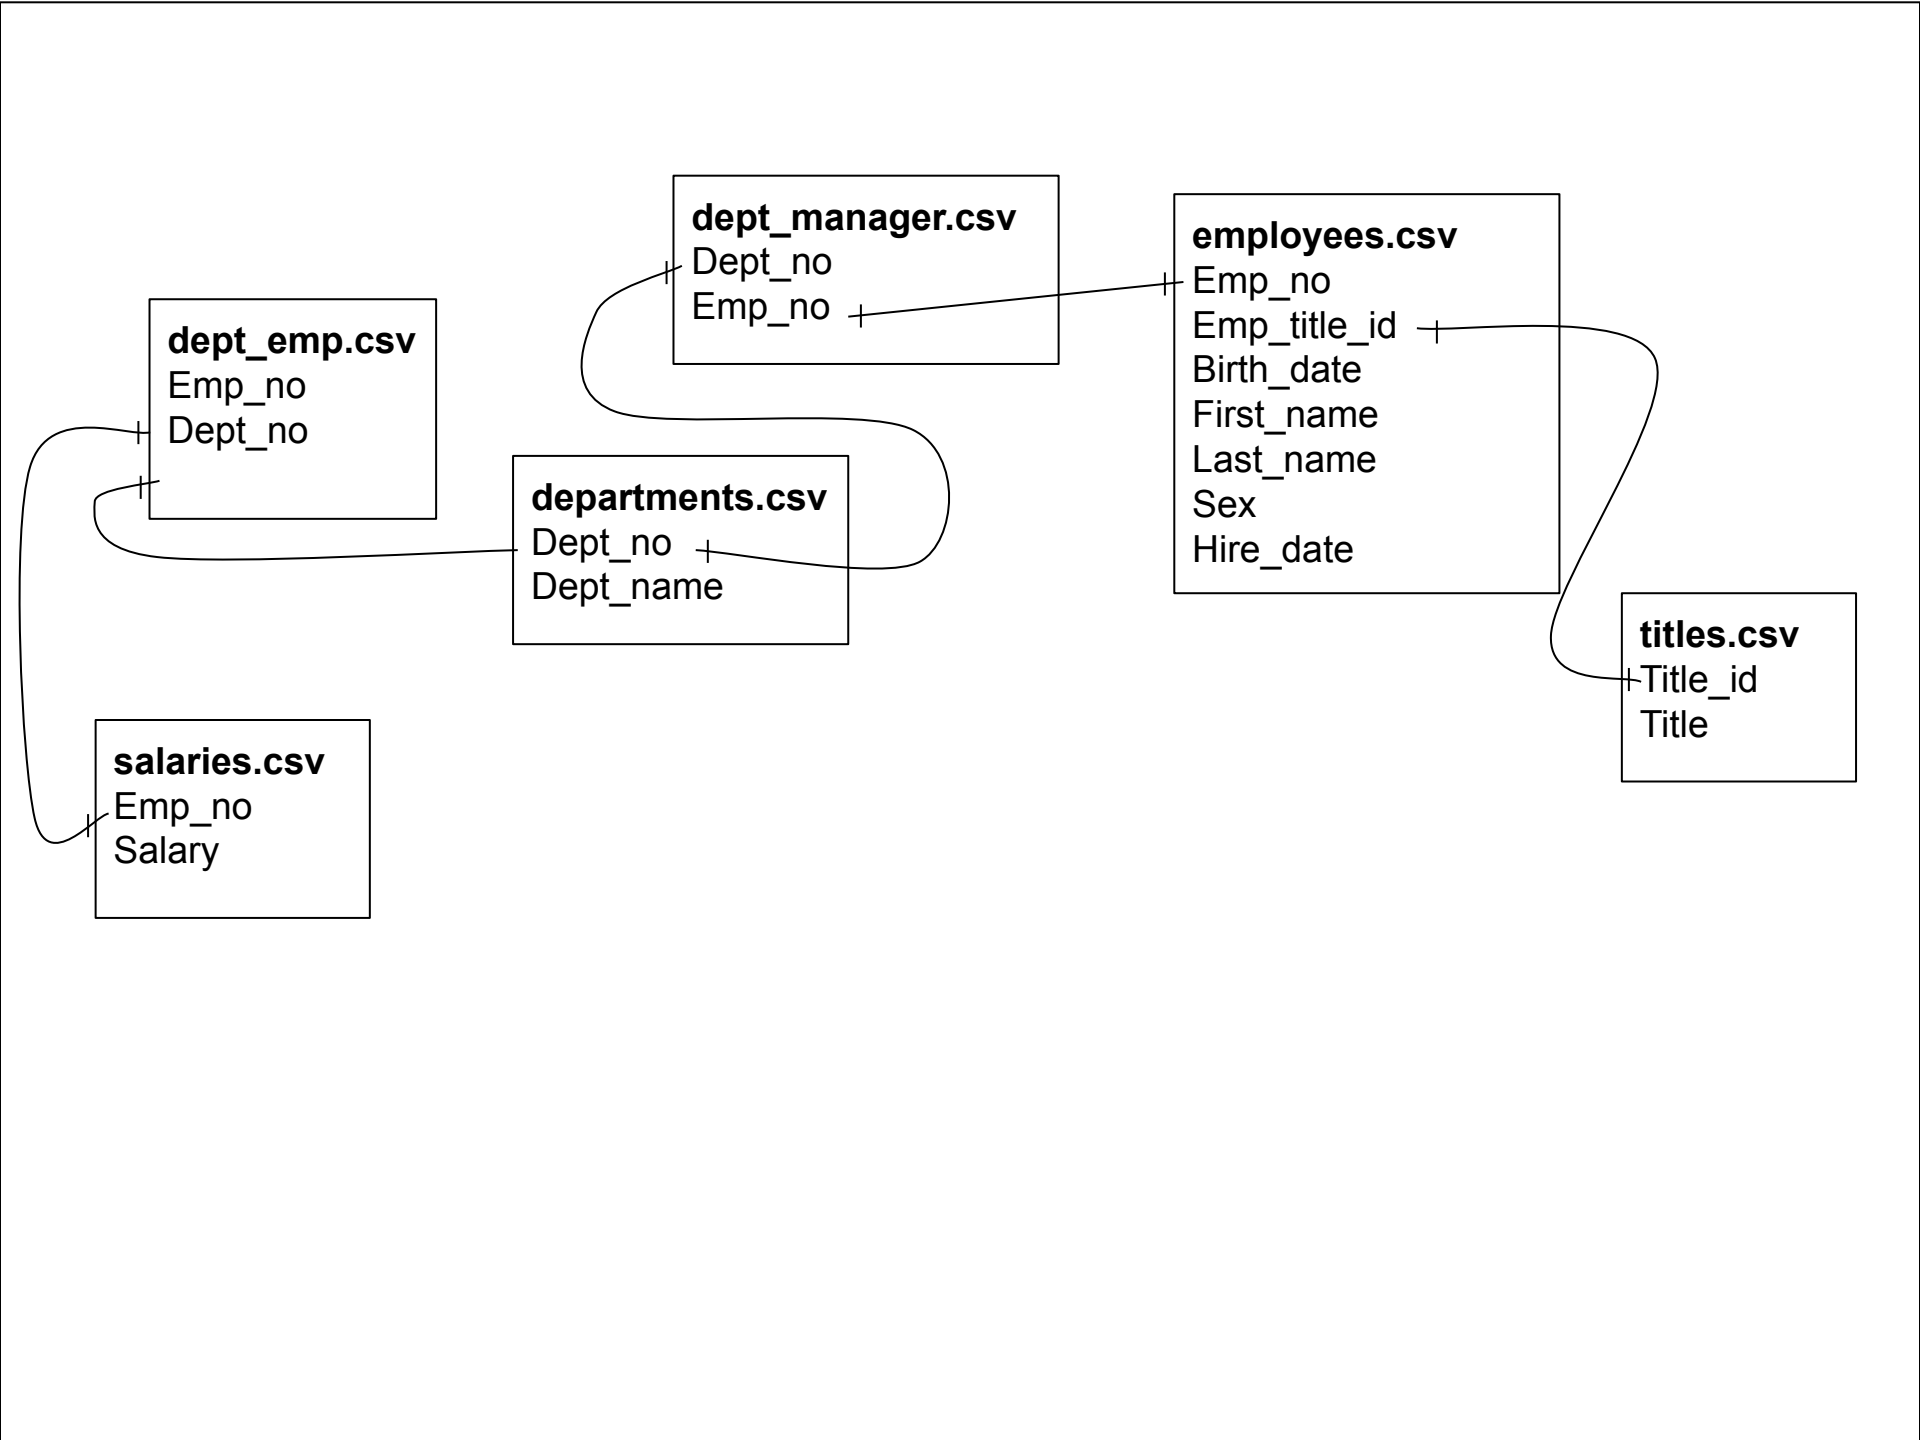 dept_manager.csv
Dept_no
Emp_no
employees.csv
Emp_no
Emp_title_id
Birth_date
First_name
Last_name
Sex
Hire_date
dept_emp.csv
Emp_no
Dept_no
departments.csv
Dept_no
Dept_name
titles.csv
Title_id
Title
salaries.csv
Emp_no
Salary